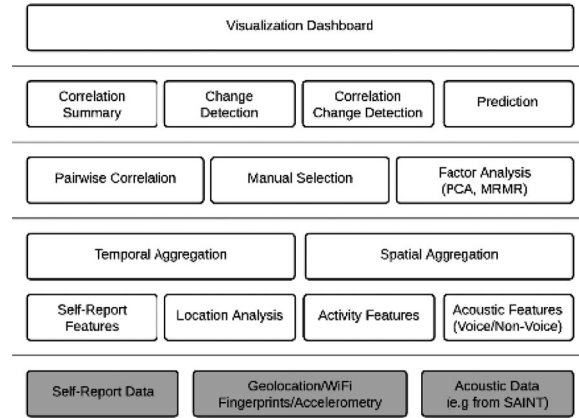 Visualization Dashboard
Correlation
Summary
Change
Detection
Correlation
Change Detection
Prediction
Pairwise Correlation
Manual Selection
Factor Analysis
(PCA, MRMR)
Temporal Aggregation
Spatial Aggregation
Self-Report
Features
Location Analysis
Activity Features
Acoustic Features
(Voice/Non-Voice)
Self-Report Data
Geolocation/WiFi
Fingerprints/Accelerometry
Acoustic Data
(ie.g from SAINT)